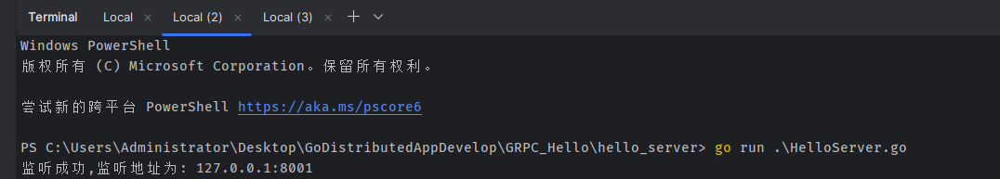 Terminal Local × Local (2) × Local (3) ×
Windows PowerShell
版权所有 (C) Microsoft Corporation。保留所有权利。
尝试新的跨平台 PowerShell https://aka.ms/pscore6
PS C:\Users\Administrator\Desktop\GoDistributedAppDevelop\GRPC_Hello\hello_server> go run .\HelloServer.go
监听成功,监听地址为: 127.0.0.1:8001